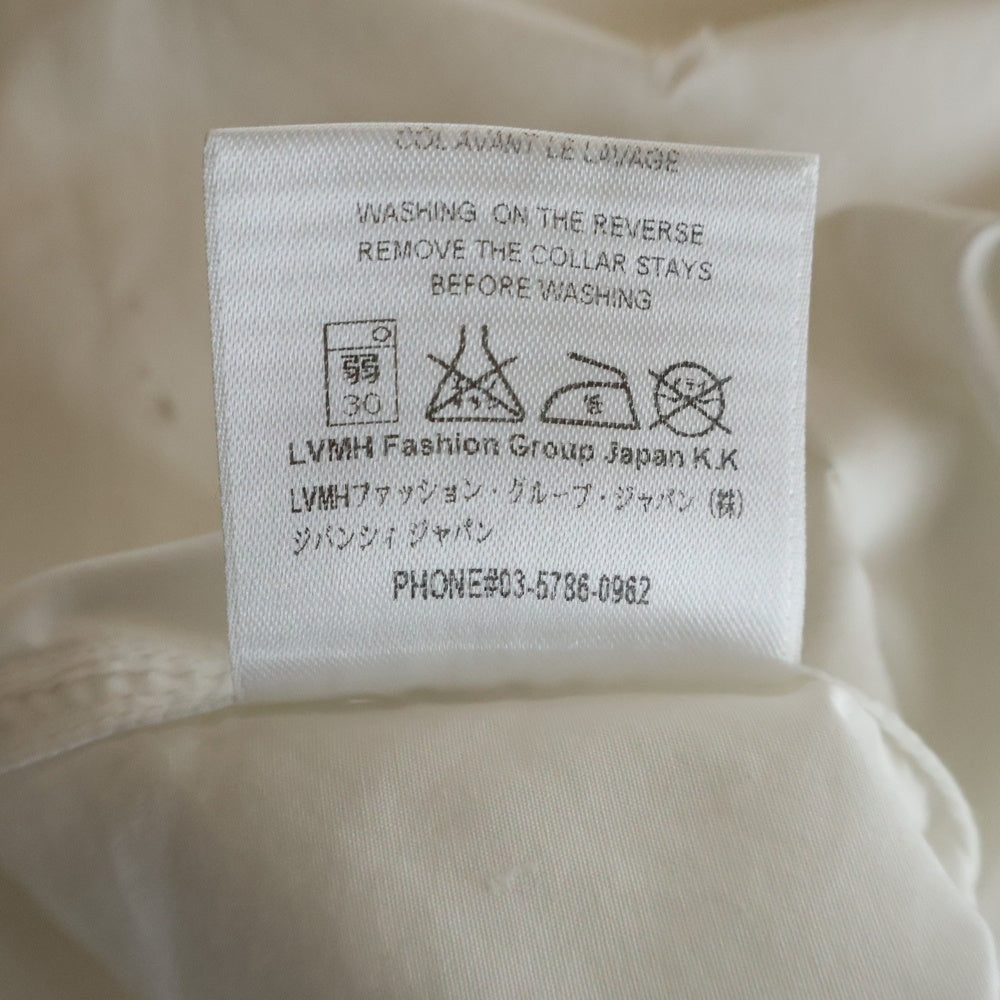 COL AVANT LE LAVAGE
WASHING ON THE REVERSE
REMOVE THE COLLAR STAYS
BEFORE WASHING
弱
30
低
LVMH Fashion Group Japan K.K
LVMHファッション・グループ・ジャパン (株)
ジバンシィ ジャパン
PHONE#03-5786-0962